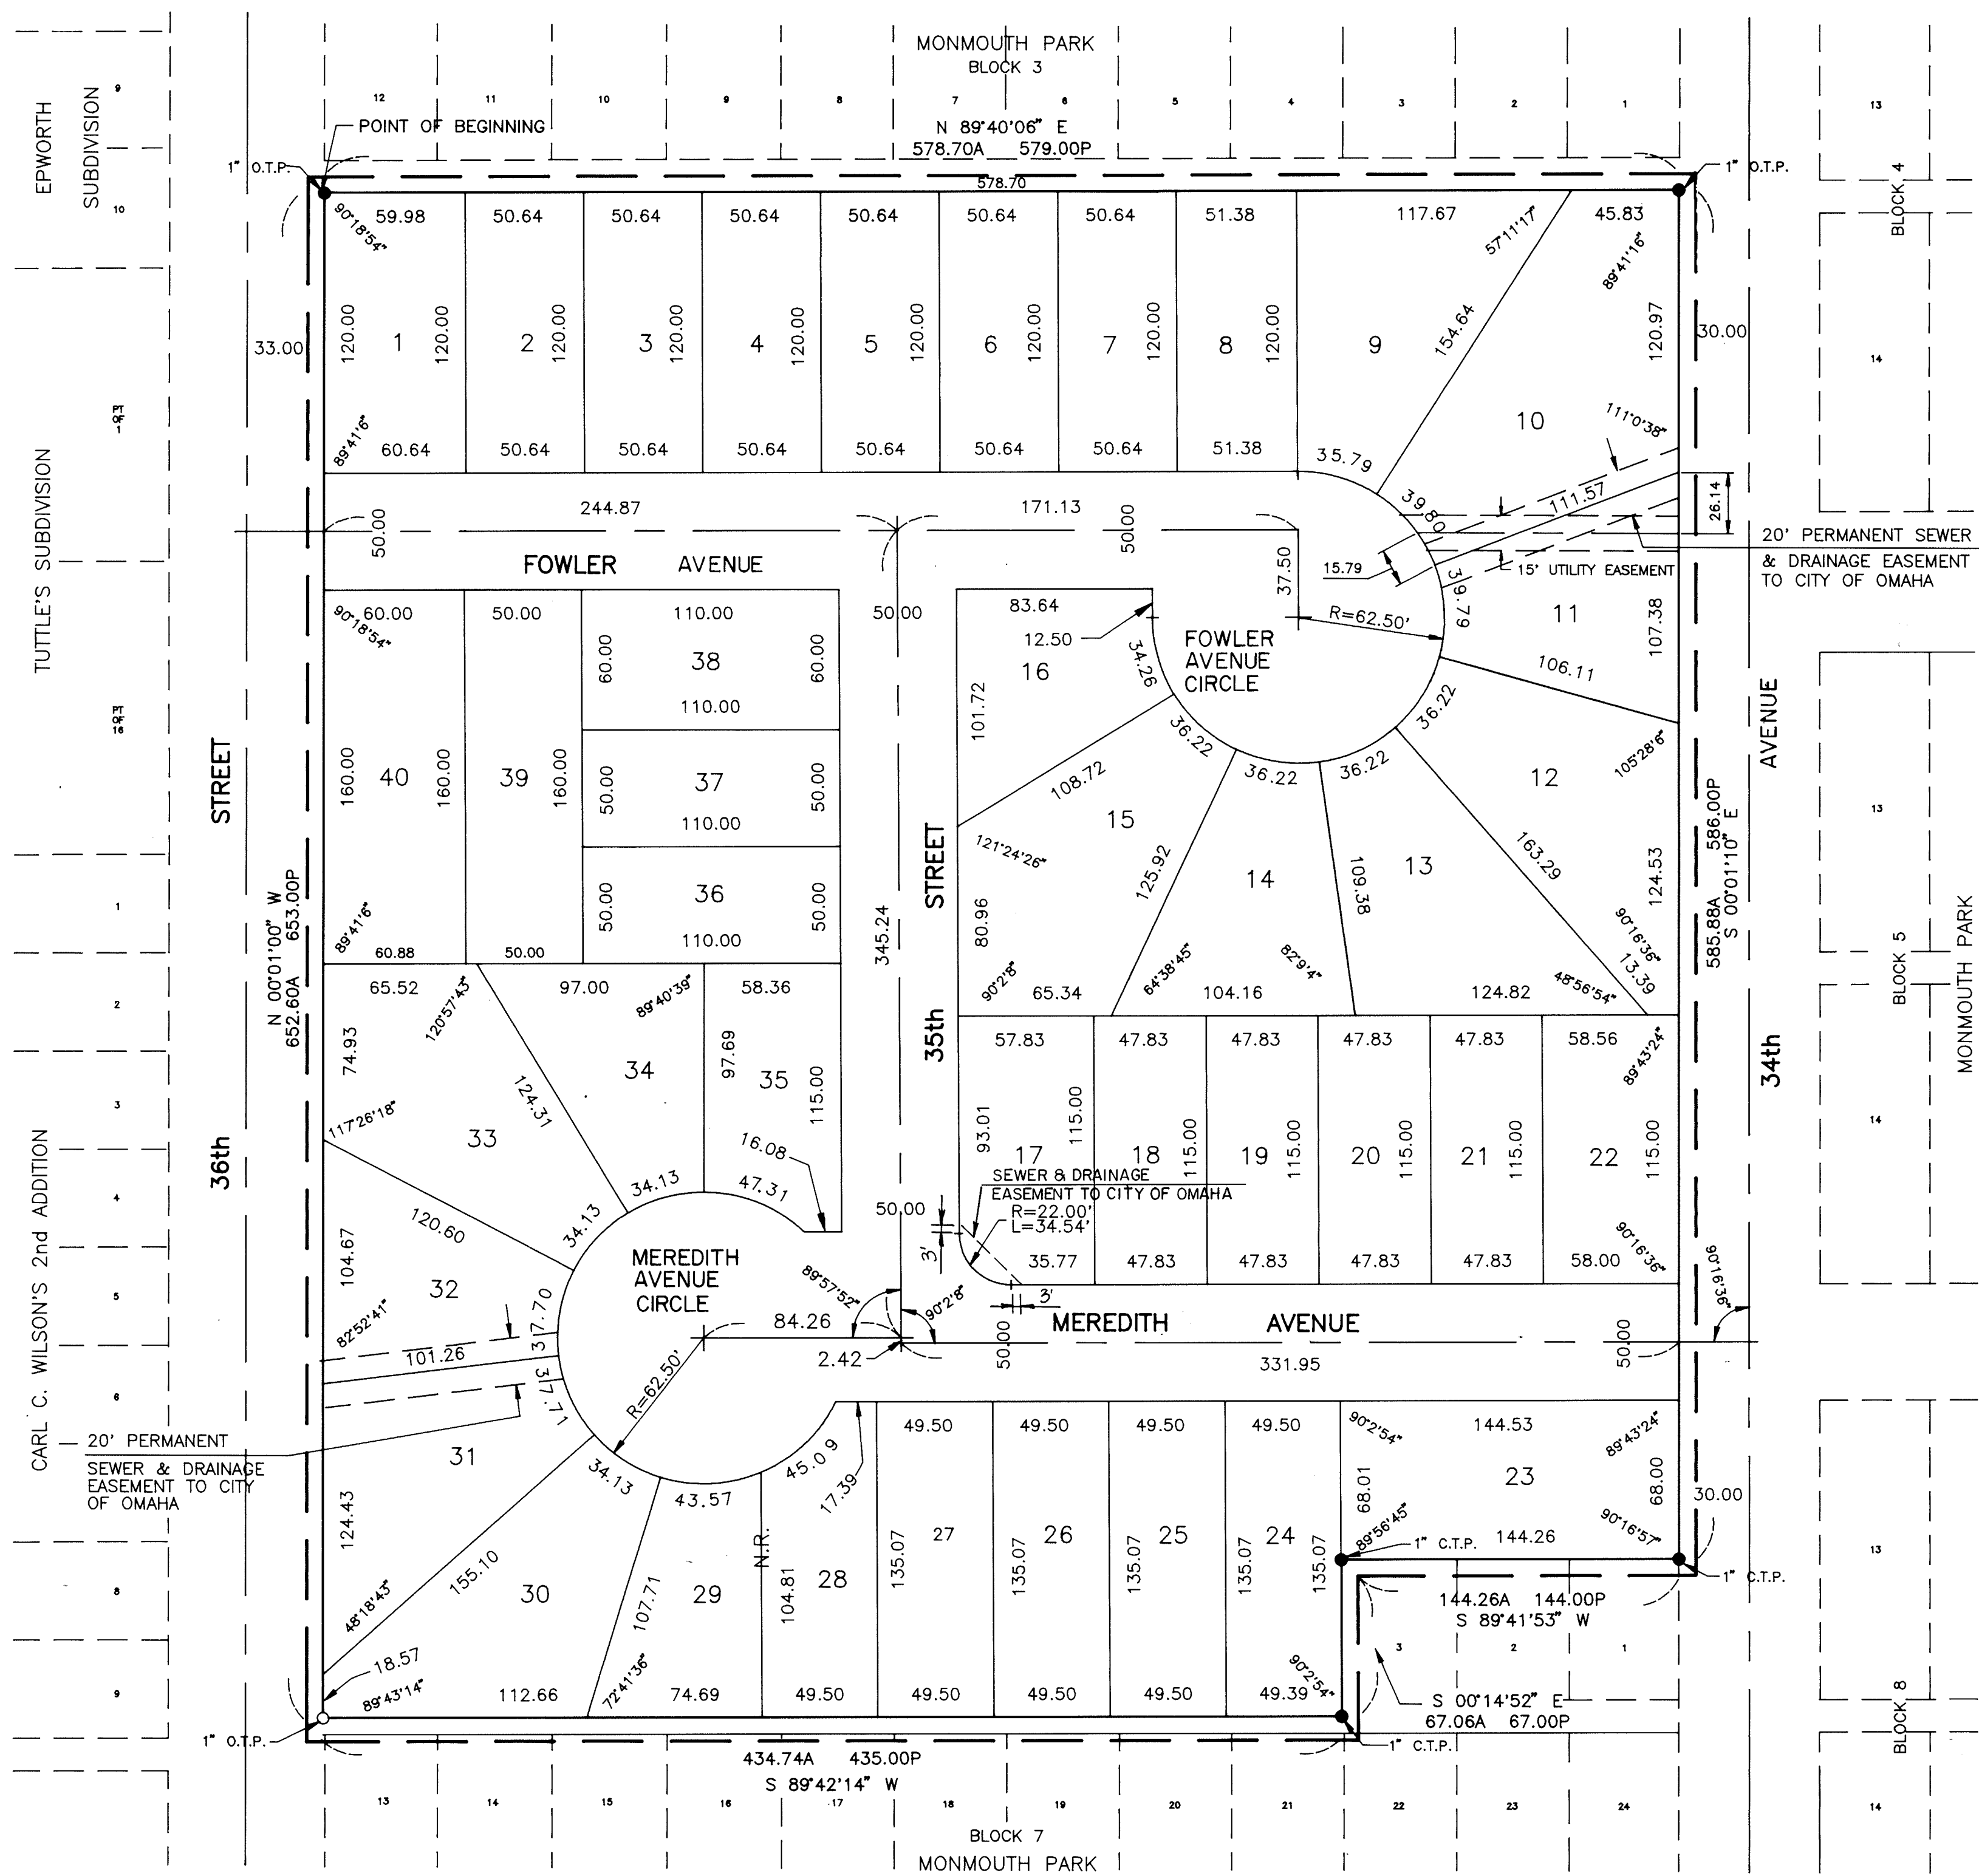 MONMOUTH PARK
BLOCK 3
12 11 10 9 8 7 6 5 4 3 2 1
N 89°40'06" E
578.70A 579.00P
578.70
POINT OF BEGINNING
1" O.T.P.
1" O.T.P.
EPWORTH
SUBDIVISION
9
10
TUTTLE'S SUBDIVISION
PT
OF
1
PT
OF
16
CARL C. WILSON'S 2nd ADDITION
1
2
3
4
5
6
8
9
36th STREET
33.00
N 00°01'00" W
652.60A 653.00P
90°18'54"
59.98 50.64 50.64 50.64 50.64 50.64 50.64 51.38 117.67 45.83
57°11'17"
89°41'16"
120.00 1 120.00 2 120.00 3 120.00 4 120.00 5 120.00 6 120.00 7 120.00 8 120.00 9 154.64 10 120.97
30.00
111°0'38"
89°41'6"
60.64 50.64 50.64 50.64 50.64 50.64 50.64 51.38 35.79
39.80
111.57
26.14
20' PERMANENT SEWER
& DRAINAGE EASEMENT
TO CITY OF OMAHA
15' UTILITY EASEMENT
15.79
39.79
244.87
171.13
50.00
50.00
37.50
FOWLER AVENUE
R=62.50'
FOWLER
AVENUE
CIRCLE
90°18'54"
60.00 50.00 110.00
50.00
83.64
12.50
60.00 38 60.00
110.00
50.00 37 50.00
110.00
50.00 36 50.00
110.00
160.00 40 160.00 39 160.00
89°41'6"
60.88 50.00
16
101.72
34.26
36.22
36.22
36.22
36.22
108.72
15
121°24'26"
80.96
125.92
14
109.38
13
163.29
12
11
107.38
106.11
105°28'6"
124.53
90°16'36"
13.39
90°2'8"
65.34
64°38'45"
104.16
82°9'4"
124.82
48°56'54"
345.24
35th STREET
34th AVENUE
585.88A 586.00P
S 00°01'10" E
65.52
120°57'43"
97.00
89°40'39"
58.36
74.93
124.31
34
97.69
35
115.00
33
117°26'18"
16.08
34.13
47.31
34.13
120.60
104.67
32
37.70
82°52'41"
101.26
37.71
20' PERMANENT
SEWER & DRAINAGE
EASEMENT TO CITY
OF OMAHA
31
124.43
155.10
48°18'43"
18.57
89°43'14"
MEREDITH
AVENUE
CIRCLE
R=62.50'
84.26
2.42
89°57'52"
90°2'8"
50.00
57.83 47.83 47.83 47.83 47.83 58.56
89°43'24"
93.01 17 115.00 18 115.00 19 115.00 20 115.00 21 115.00 22 115.00
SEWER & DRAINAGE
EASEMENT TO CITY OF OMAHA
R=22.00'
L=34.54'
3'
3'
35.77 47.83 47.83 47.83 47.83 58.00
90°16'36"
90°16'36"
MEREDITH AVENUE
50.00
331.95
50.00
34.13
43.57
45.09
17.39
49.50 49.50 49.50 49.50
90°2'54"
144.53
89°43'24"
68.01
23
68.00
30.00
89°56'45"
144.26
90°16'57"
1" C.T.P.
1" C.T.P.
144.26A 144.00P
S 89°41'53" W
3 2 1
30
107.71
29
N.R.
104.81
28
135.07
27
135.07
26
135.07
25
135.07
24
135.07
112.66
72°41'36"
74.69 49.50 49.50 49.50 49.50 49.39
90°2'54"
S 00°14'52" E
67.06A 67.00P
1" O.T.P.
1" C.T.P.
434.74A 435.00P
S 89°42'14" W
13 14 15 16 17 18 19 20 21 22 23 24
BLOCK 7
MONMOUTH PARK
13
BLOCK 4
14
13
BLOCK 5
MONMOUTH PARK
14
13
BLOCK 8
14